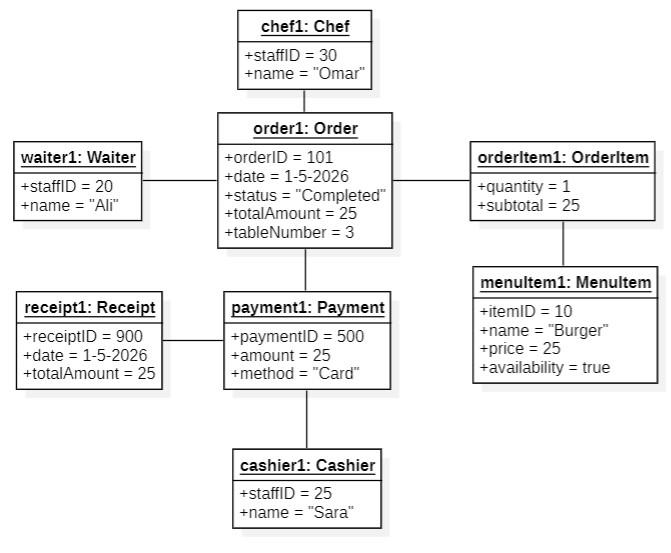 chef1: Chef
+staffID = 30
+name = "Omar"
order1: Order
+orderID = 101
+date = 1-5-2026
+status = "Completed"
+totalAmount = 25
+tableNumber = 3
waiter1: Waiter
+staffID = 20
+name = "Ali"
orderItem1: OrderItem
+quantity = 1
+subtotal = 25
menuItem1: MenuItem
+itemID = 10
+name = "Burger"
+price = 25
+availability = true
receipt1: Receipt
+receiptID = 900
+date = 1-5-2026
+totalAmount = 25
payment1: Payment
+paymentID = 500
+amount = 25
+method = "Card"
cashier1: Cashier
+staffID = 25
+name = "Sara"